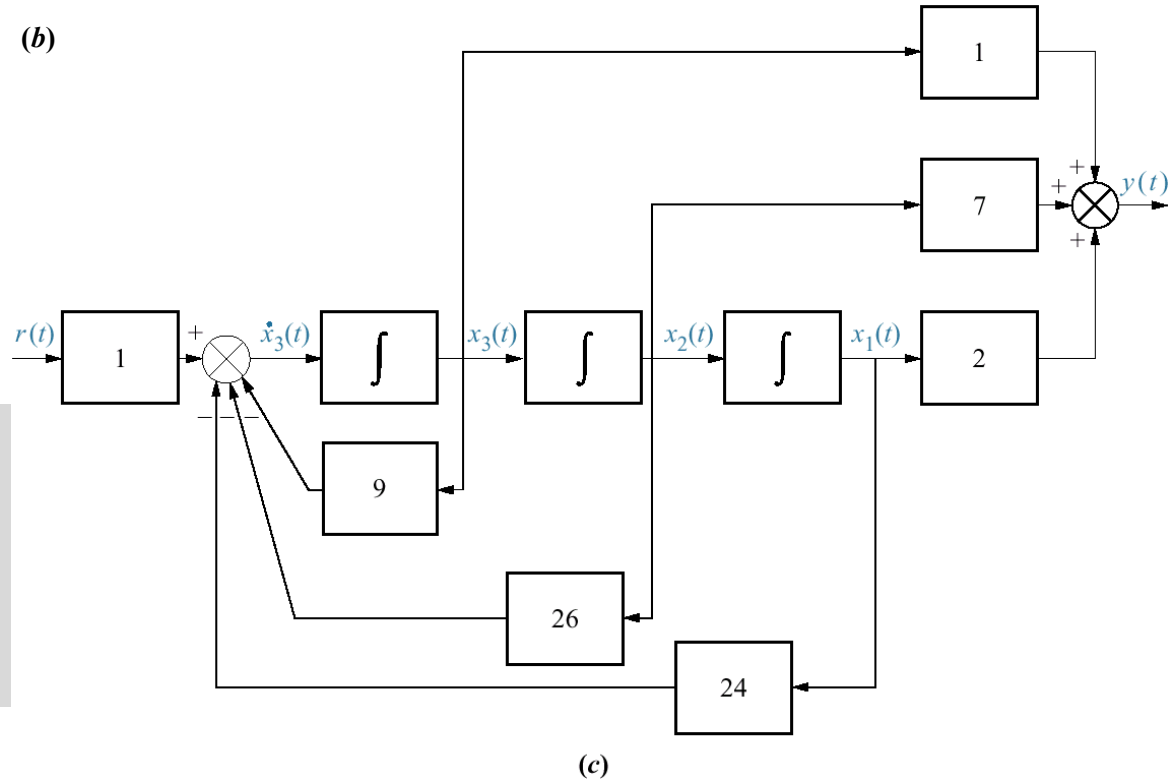 (b)
1
+
7
+
y(t)
+
r(t)
1
+
ẋ₃(t)
∫
x₃(t)
∫
x₂(t)
∫
x₁(t)
2
− − −
9
26
24
(c)